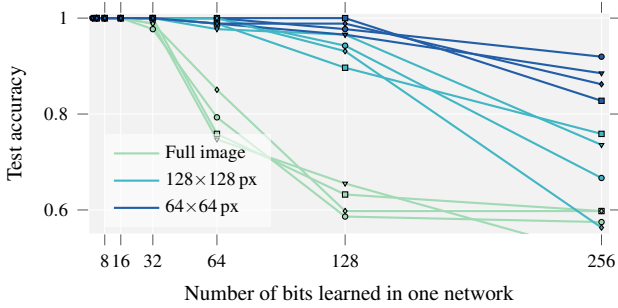 1
0.8
0.6
Test accuracy
Full image
128×128 px
64×64 px
8 16 32 64 128 256
Number of bits learned in one network